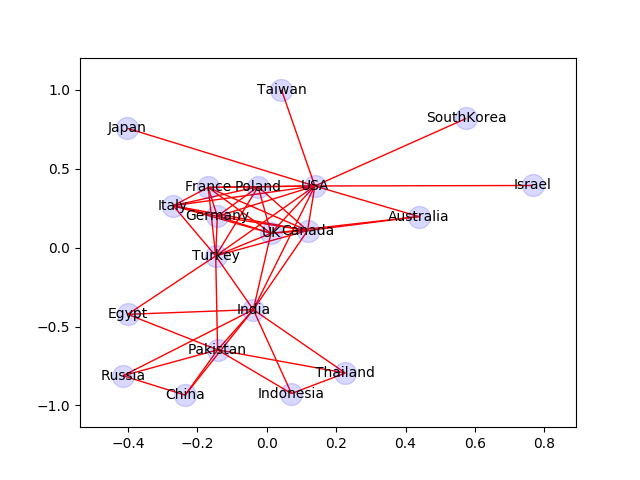 1.0
0.5
0.0
−0.5
−1.0
Taiwan
SouthKorea
Japan
France
Poland
USA
Israel
Italy
Germany
Australia
UK
Canada
Turkey
Egypt
India
Pakistan
Russia
Thailand
China
Indonesia
−0.4
−0.2
0.0
0.2
0.4
0.6
0.8